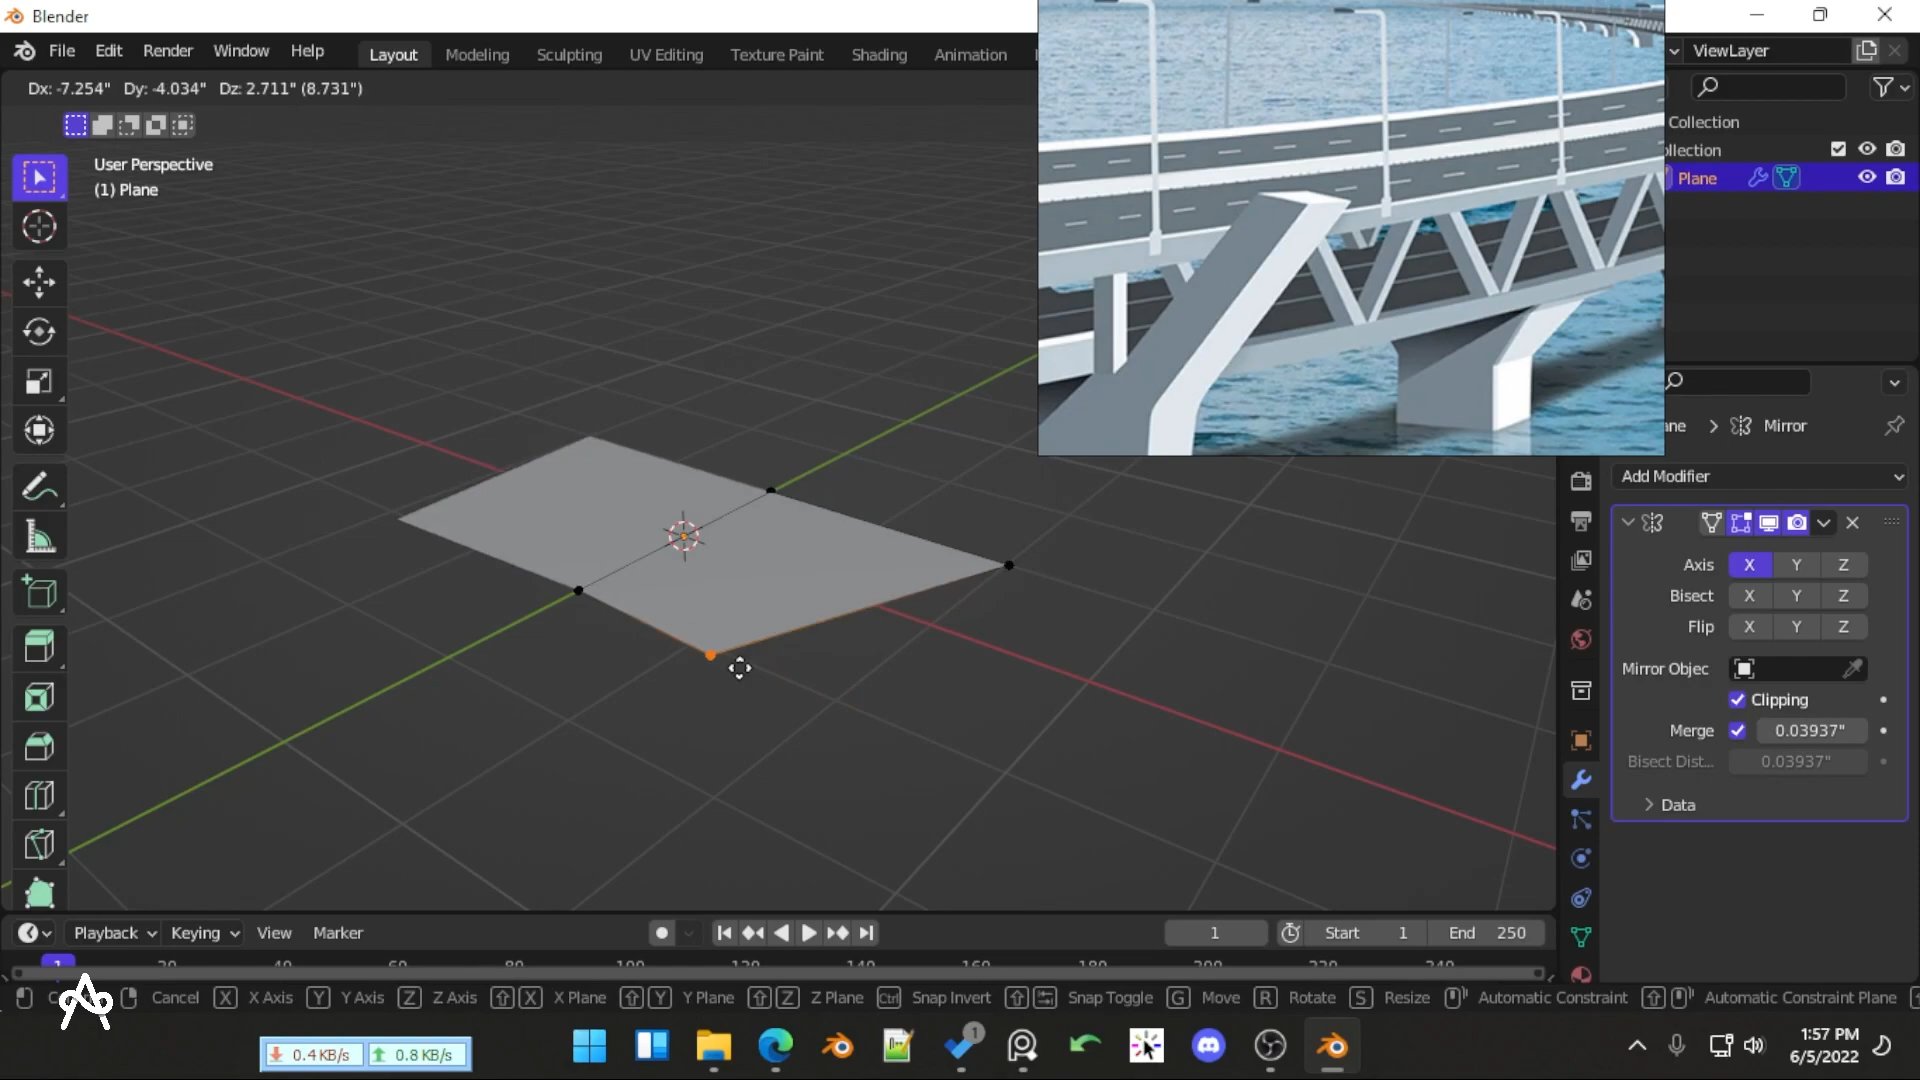 Blender
File Edit Render Window Help Layout Modeling Sculpting UV Editing Texture Paint Shading Animation ViewLayer
Dx: -7.254" Dy: -4.034" Dz: 2.711" (8.731")
User Perspective
(1) Plane
Collection
ollection
Plane
ane > Mirror
Add Modifier
Axis X Y Z
Bisect X Y Z
Flip X Y Z
Mirror Objec
Clipping
Merge 0.03937"
Bisect Dist... 0.03937"
Data
Playback Keying View Marker 1 Start 1 End 250
1 20 40 60 80 100 120 140 160 180 200 220 240
Cancel X X Axis Y Y Axis Z Z Axis X X Plane Y Y Plane Z Z Plane Ctrl Snap Invert Snap Toggle G Move R Rotate S Resize Automatic Constraint Automatic Constraint Plane
0.4 KB/s 0.8 KB/s
1
1:57 PM
6/5/2022